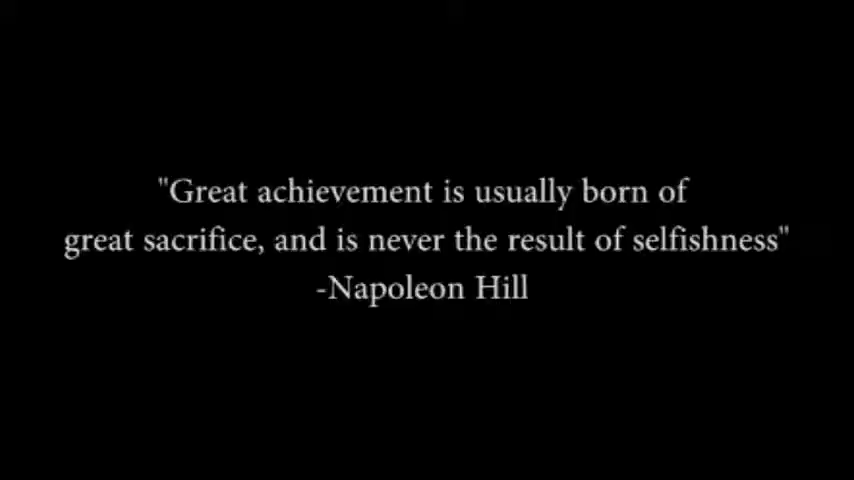 "Great achievement is usually born of
great sacrifice, and is never the result of selfishness"
-Napoleon Hill